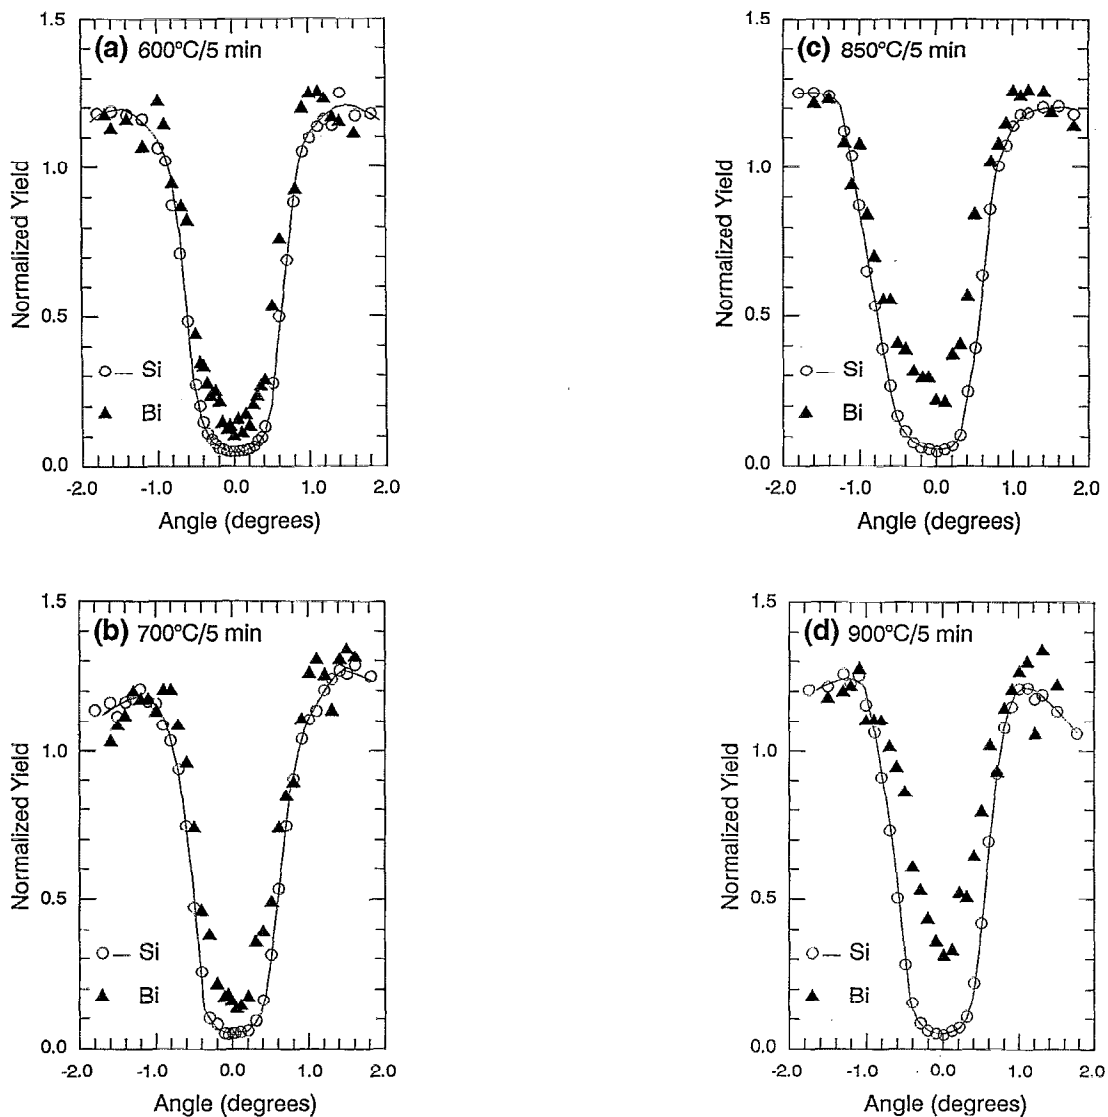 (a) 600°C/5 min
1.5
1.0
0.5
0.0
Normalized Yield
Si
Bi
-2.0 -1.0 0.0 1.0 2.0
Angle (degrees)
(c) 850°C/5 min
1.5
1.0
0.5
0.0
Normalized Yield
Si
Bi
-2.0 -1.0 0.0 1.0 2.0
Angle (degrees)
(b) 700°C/5 min
1.5
1.0
0.5
0.0
Normalized Yield
Si
Bi
-2.0 -1.0 0.0 1.0 2.0
Angle (degrees)
(d) 900°C/5 min
1.5
1.0
0.5
0.0
Normalized Yield
Si
Bi
-2.0 -1.0 0.0 1.0 2.0
Angle (degrees)